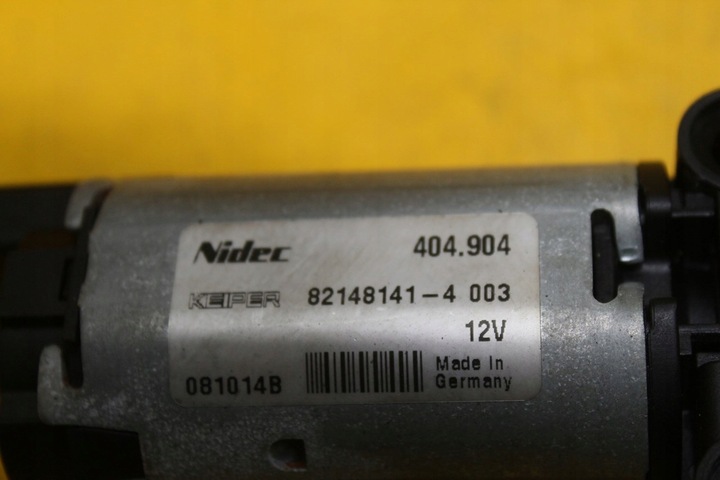 Nidec 404.904
KEIPER 82148141-4 003
12V
081014B Made In
Germany